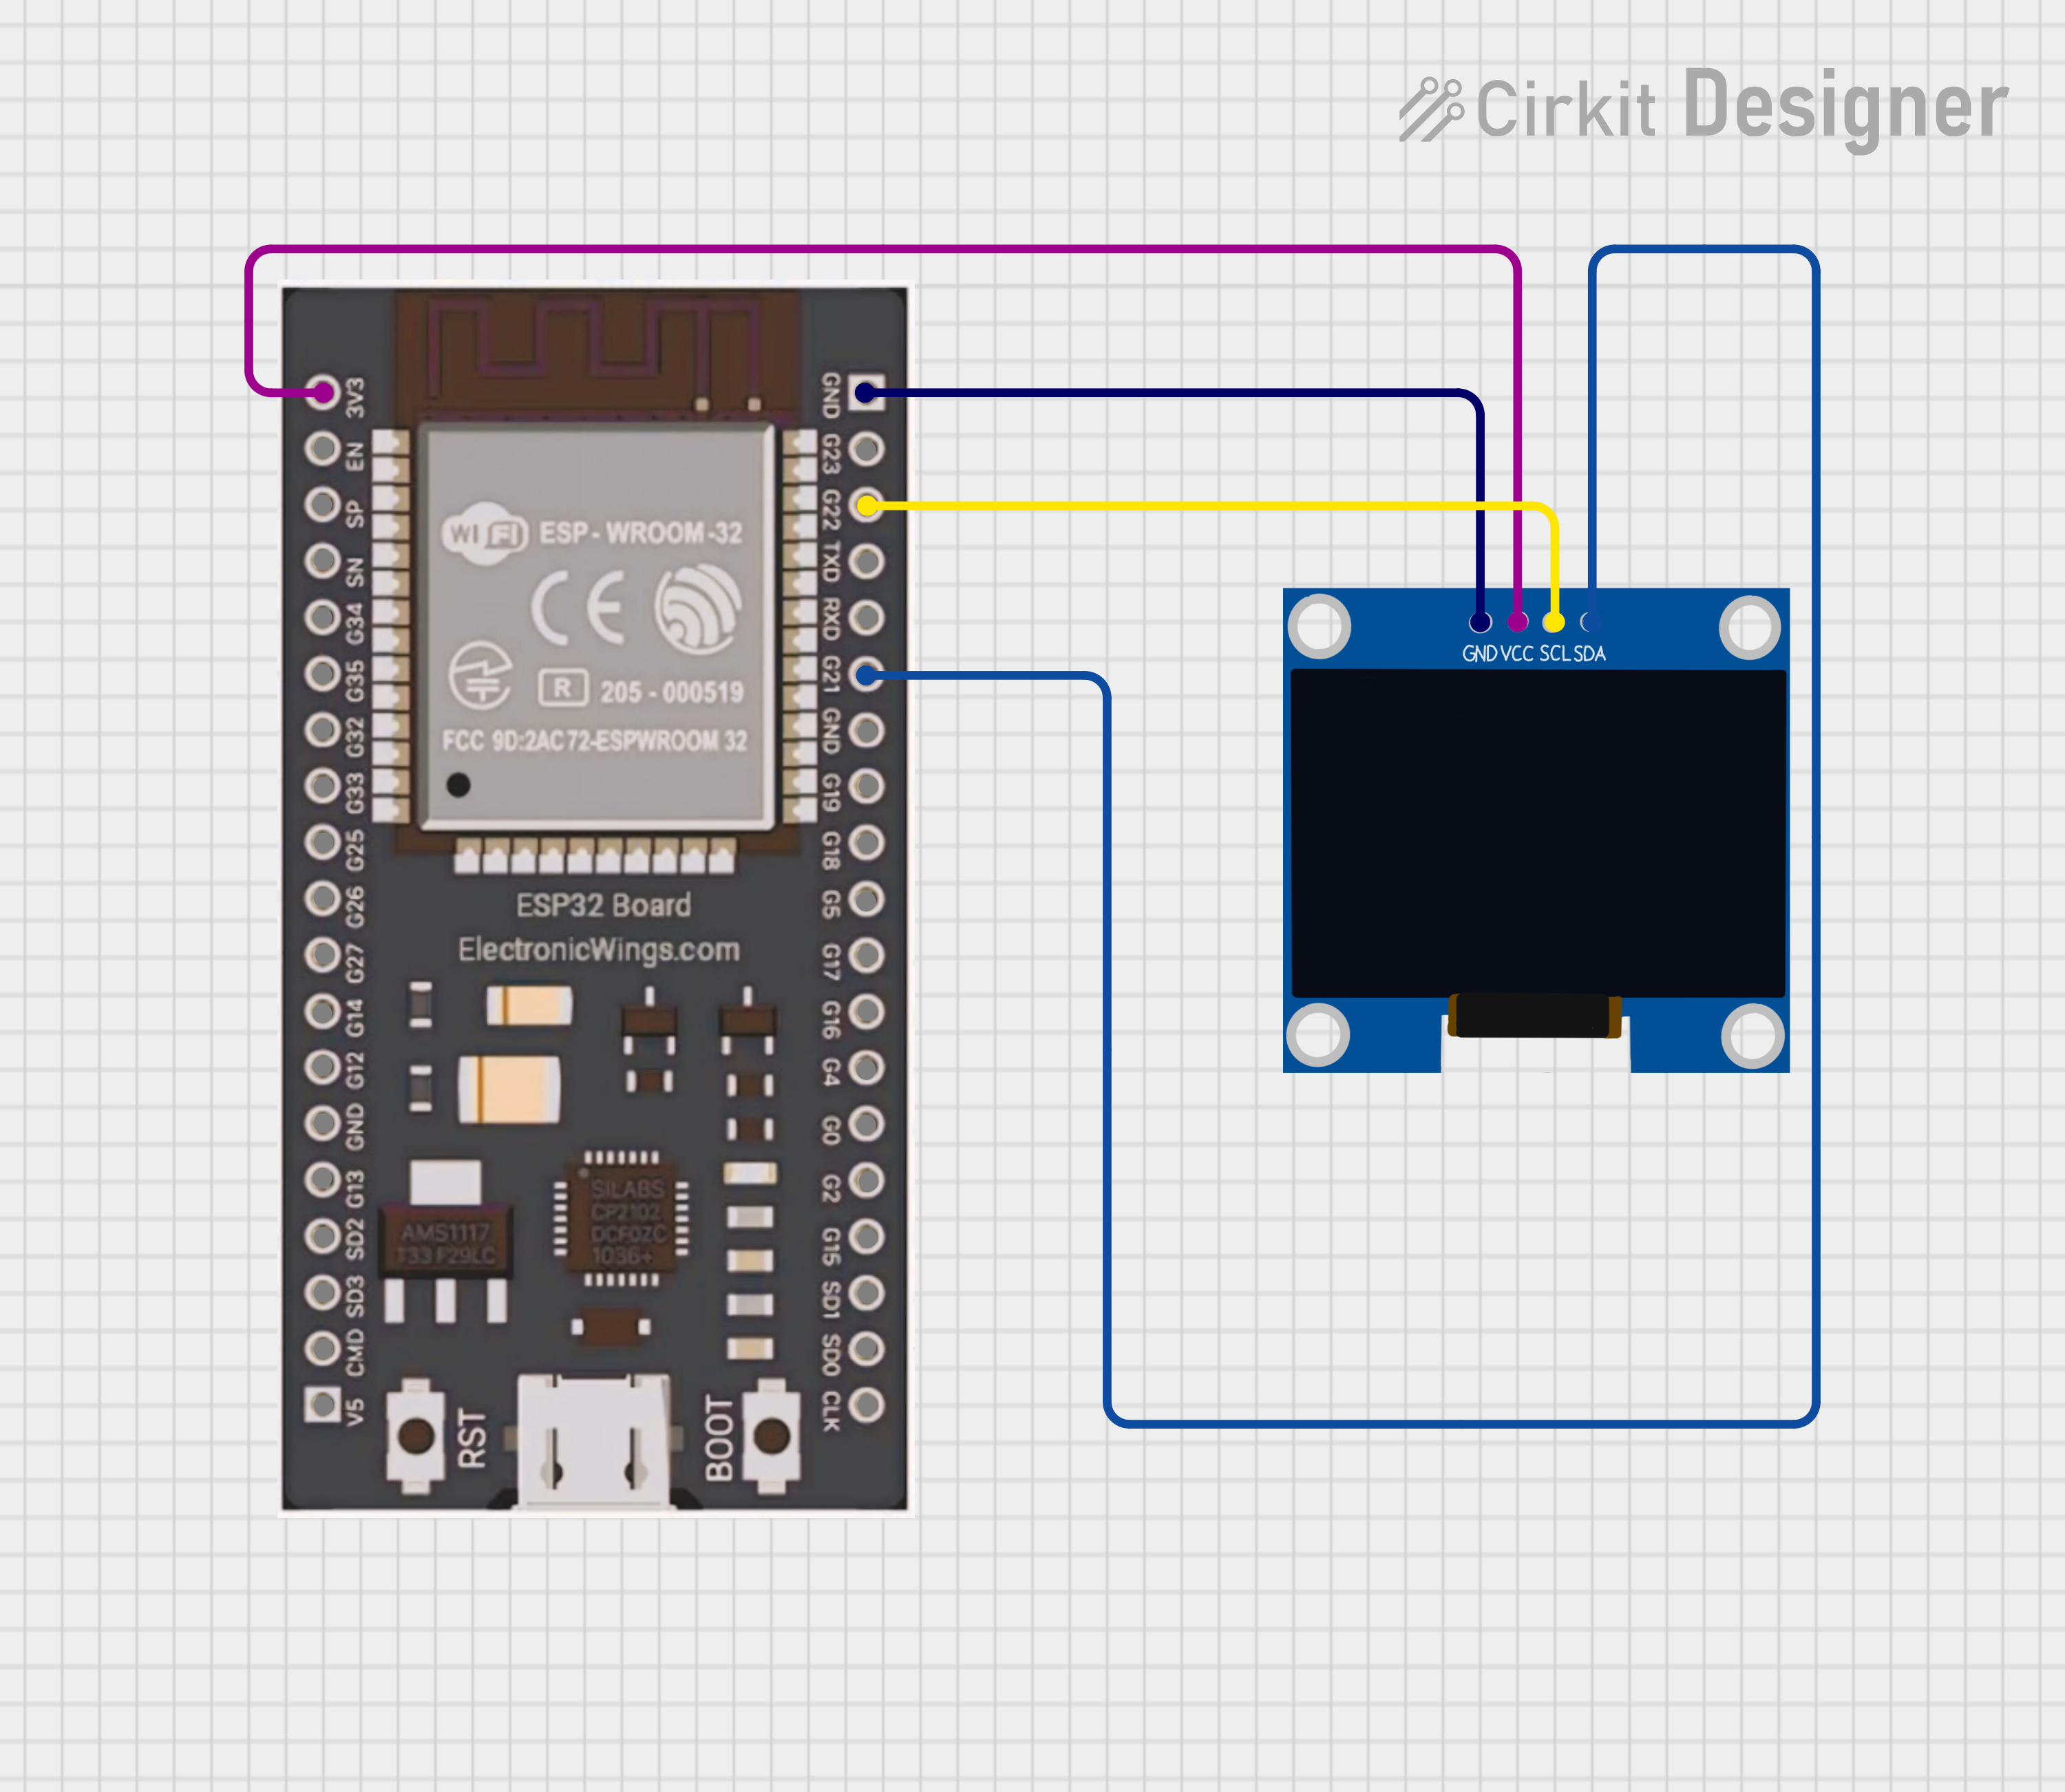 Cirkit Designer
3V3
EN
SP
SN
G34
G35
G32
G33
G25
G26
G27
G14
G12
GND
G13
SD2
SD3
CMD
V5
WiFi ESP - WROOM -32
CE
R 205 - 000519
FCC 9D:2AC72-ESPWROOM 32
ESP32 Board
ElectronicWings.com
AMS1117
T33 F29LC
SILABS
CP2102
DCF0ZC
1036+
RST
BOOT
GND
G23
G22
TXD
RXD
G21
GND
G19
G18
G5
G17
G16
G4
G0
G2
G15
SD1
SD0
CLK
GND VCC SCL SDA